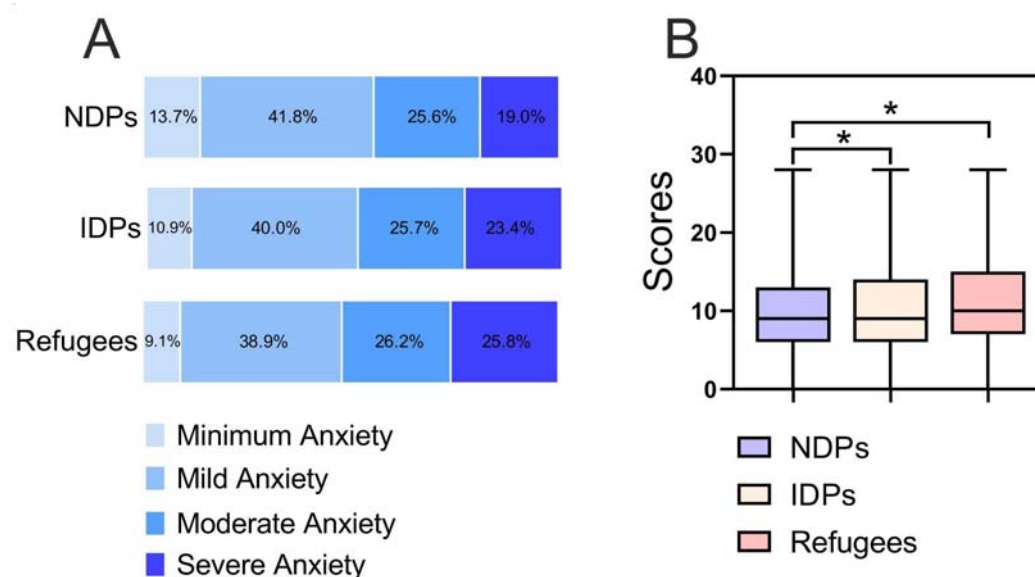 A
NDPs 13.7% 41.8% 25.6% 19.0%
IDPs 10.9% 40.0% 25.7% 23.4%
Refugees 9.1% 38.9% 26.2% 25.8%
Minimum Anxiety
Mild Anxiety
Moderate Anxiety
Severe Anxiety
B
Scores
40
30
20
10
0
*
*
NDPs
IDPs
Refugees